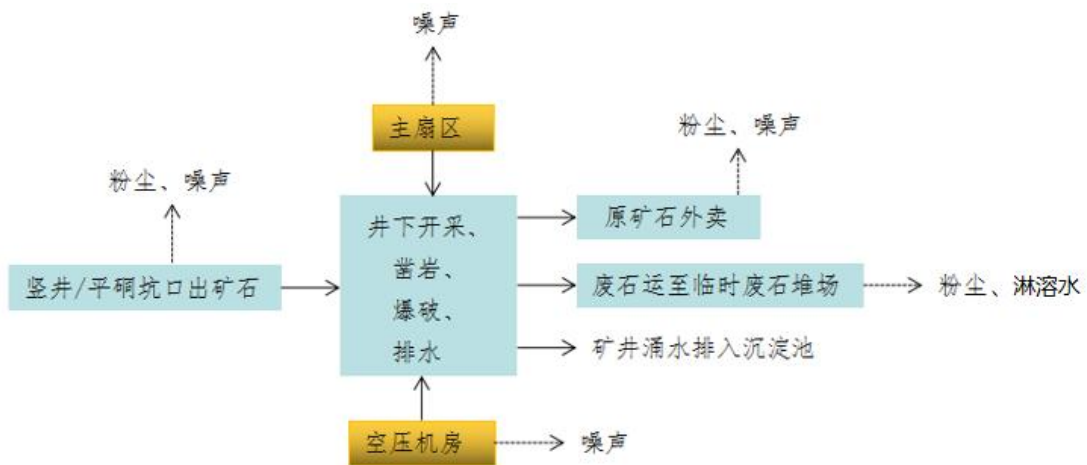 噪声
主扇区
粉尘、噪声
粉尘、噪声
井下开采、
凿岩、
爆破、
排水
原矿石外卖
竖井/平硐坑口出矿石
废石运至临时废石堆场
粉尘、淋溶水
矿井涌水排入沉淀池
空压机房
噪声